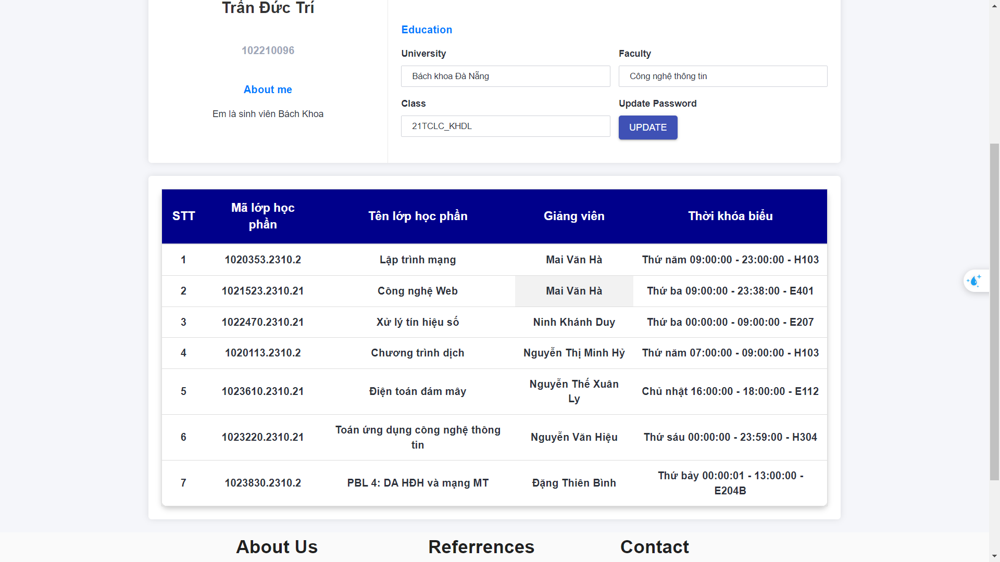 Trần Đức Trí
102210096
About me
Em là sinh viên Bách Khoa
Education
University
Faculty
Bách khoa Đà Nẵng
Công nghệ thông tin
Class
Update Password
21TCLC_KHDL
UPDATE
STT
Mã lớp học
phần
Tên lớp học phần
Giảng viên
Thời khóa biểu
1
1020353.2310.2
Lập trình mạng
Mai Văn Hà
Thứ năm 09:00:00 - 23:00:00 - H103
2
1021523.2310.21
Công nghệ Web
Mai Văn Hà
Thứ ba 09:00:00 - 23:38:00 - E401
3
1022470.2310.21
Xử lý tín hiệu số
Ninh Khánh Duy
Thứ ba 00:00:00 - 09:00:00 - E207
4
1020113.2310.2
Chương trình dịch
Nguyễn Thị Minh Hỷ
Thứ năm 07:00:00 - 09:00:00 - H103
5
1023610.2310.21
Điện toán đám mây
Nguyễn Thế Xuân
Ly
Chủ nhật 16:00:00 - 18:00:00 - E112
6
1023220.2310.21
Toán ứng dụng công nghệ thông
tin
Nguyễn Văn Hiệu
Thứ sáu 00:00:00 - 23:59:00 - H304
7
1023830.2310.2
PBL 4: DA HĐH và mạng MT
Đặng Thiên Bình
Thứ bảy 00:00:01 - 13:00:00 -
E204B
About Us
Referrences
Contact